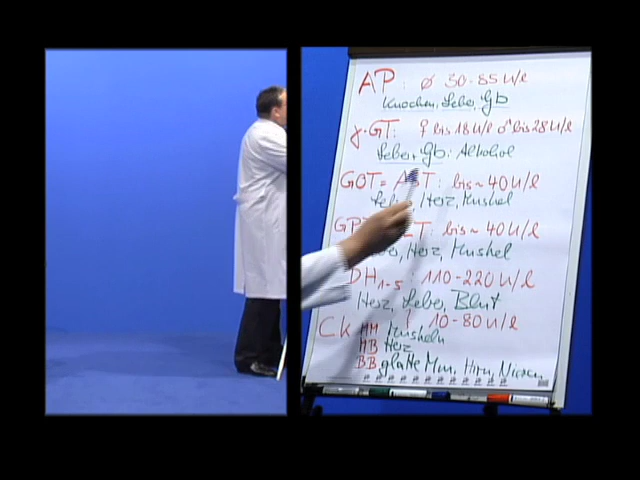 AP : ø 30-85 U/l
Knochen, Leber, Gb
γ-GT: ♀ bis 18 U/l ♂ bis 28 U/l
Leber, Gb: Alkohol
GOT = AST: bis ~ 40 U/l
Herz, Muskel
bis ~ 40 U/l
Herz, Muskel
DH1-5 : 110-220 U/l
Herz, Leber, Blut
CK ! 10-80 U/l
MM Muskeln
MB Herz
BB glatte Mm. Hirn, Nieren